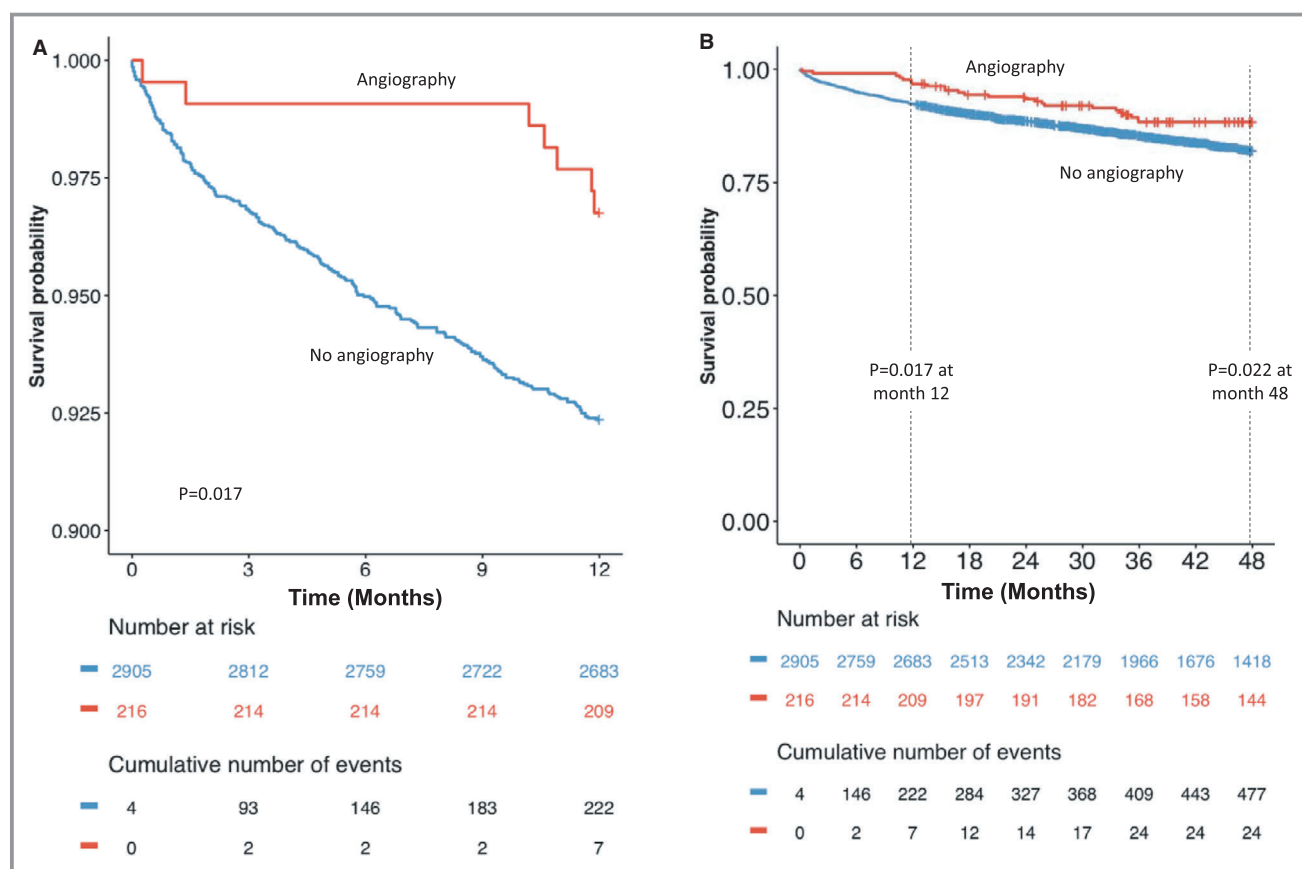 A
1.000
0.975
0.950
0.925
0.900
Survival probability
Angiography
No angiography
P=0.017
0 3 6 9 12
Time (Months)
Number at risk
2905 2812 2759 2722 2683
216 214 214 214 209
Cumulative number of events
4 93 146 183 222
0 2 2 2 7
B
1.00
0.75
0.50
0.25
0.00
Survival probability
Angiography
No angiography
P=0.017 at
month 12
P=0.022 at
month 48
0 6 12 18 24 30 36 42 48
Time (Months)
Number at risk
2905 2759 2683 2513 2342 2179 1966 1676 1418
216 214 209 197 191 182 168 158 144
Cumulative number of events
4 146 222 284 327 368 409 443 477
0 2 7 12 14 17 24 24 24